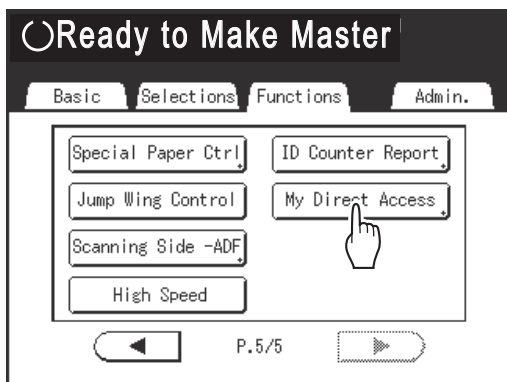 Ready to Make Master
Basic Selections Functions Admin.
Special Paper Ctrl ID Counter Report
Jump Wing Control My Direct Access
Scanning Side -ADF
High Speed
P.5/5